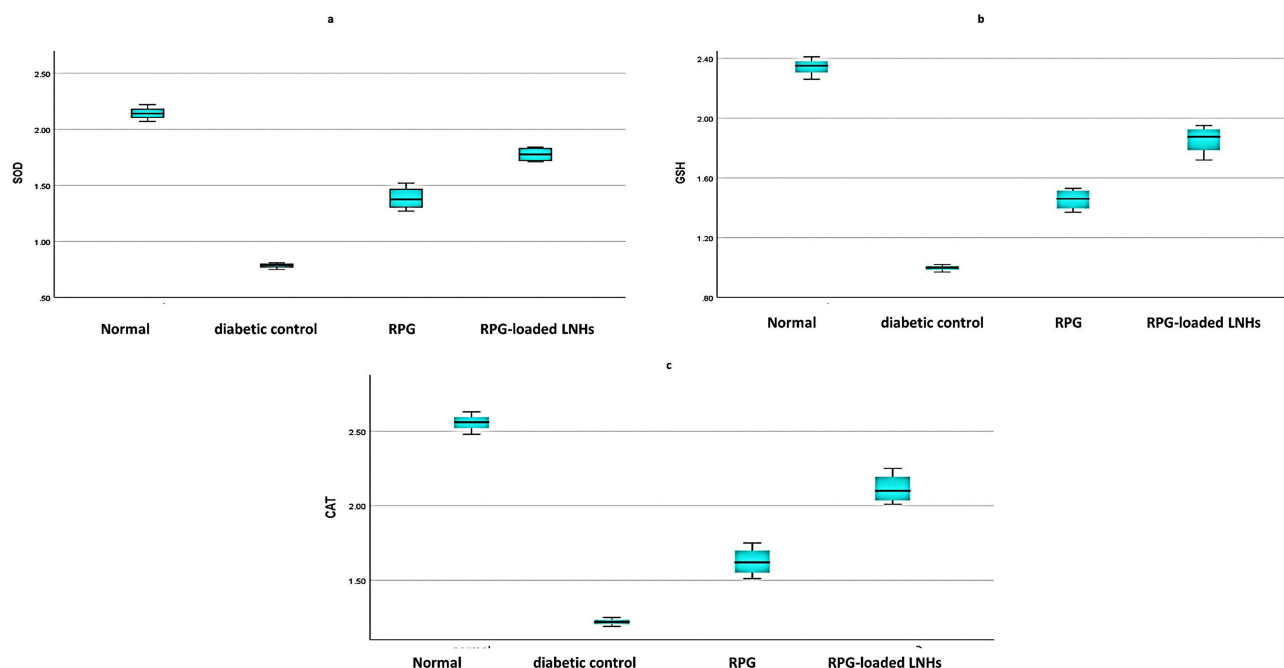 a
SOD
2.50
2.00
1.50
1.00
.50
Normal diabetic control RPG RPG-loaded LNHs
b
GSH
2.40
2.00
1.60
1.20
.80
Normal diabetic control RPG RPG-loaded LNHs
c
CAT
2.50
2.00
1.50
Normal diabetic control RPG RPG-loaded LNHs